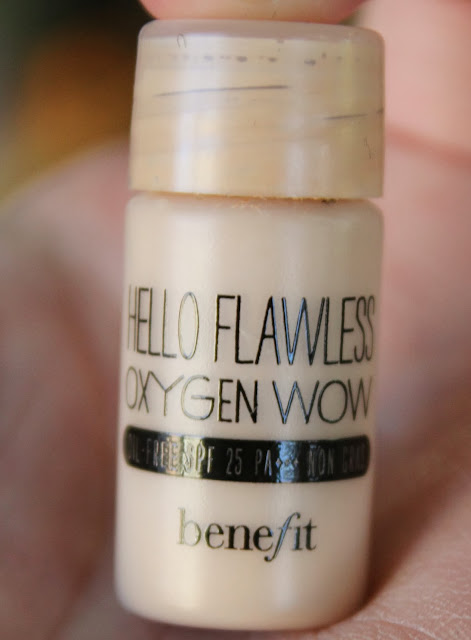 HELLO FLAWLESS
OXYGEN WOW
OIL-FREE SPF 25 PA++ NON
benefit